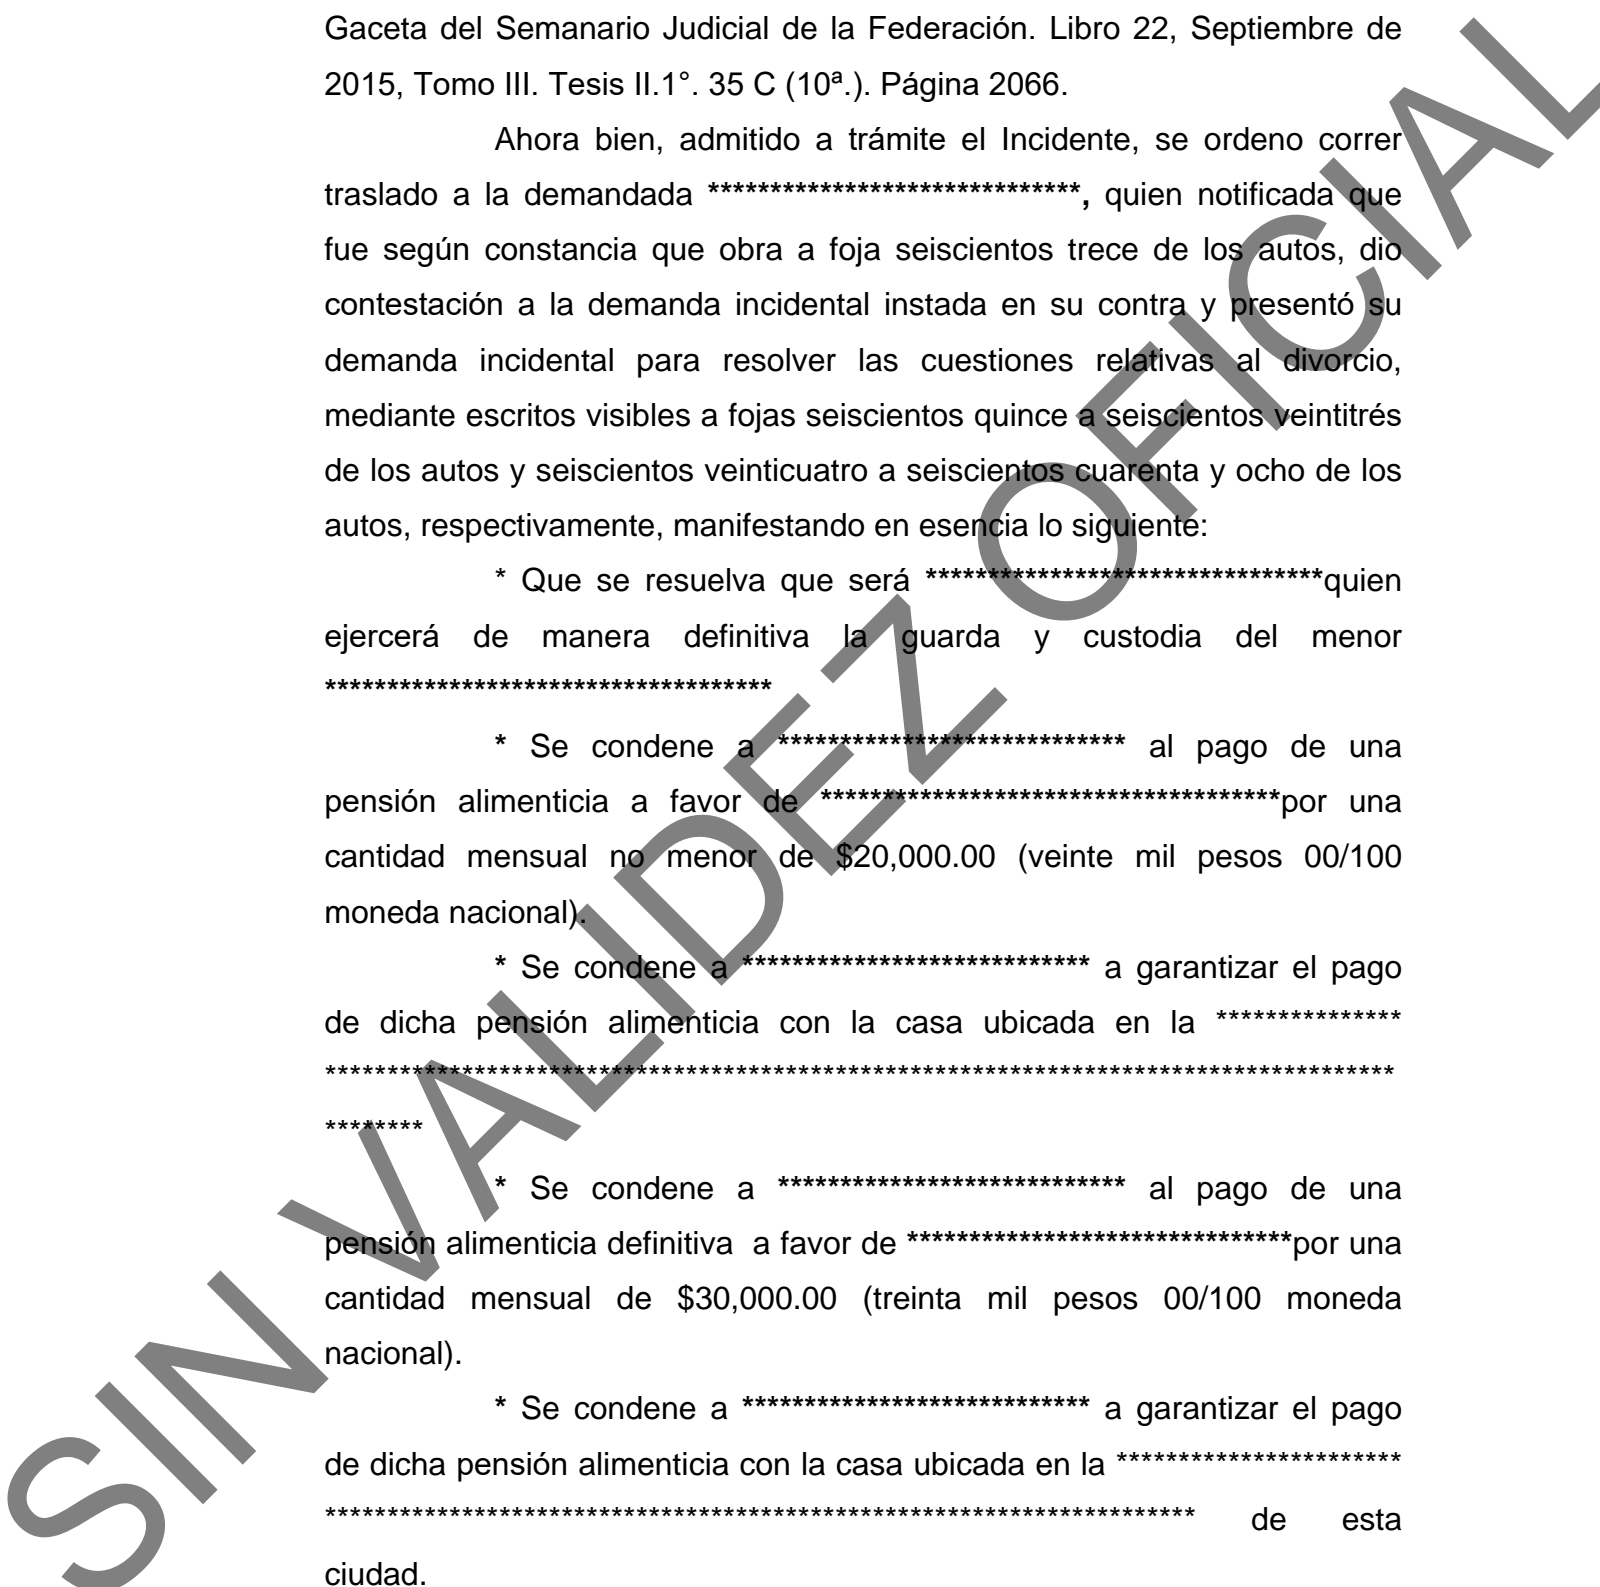 Gaceta del Semanario Judicial de la Federación. Libro 22, Septiembre de
2015, Tomo III. Tesis II.1°. 35 C (10ª.). Página 2066.
Ahora bien, admitido a trámite el Incidente, se ordeno correr
traslado a la demandada ******************************, quien notificada que
fue según constancia que obra a foja seiscientos trece de los autos, dio
contestación a la demanda incidental instada en su contra y presentó su
demanda incidental para resolver las cuestiones relativas al divorcio,
mediante escritos visibles a fojas seiscientos quince a seiscientos veintitrés
de los autos y seiscientos veinticuatro a seiscientos cuarenta y ocho de los
autos, respectivamente, manifestando en esencia lo siguiente:
* Que se resuelva que será ********************************quien
ejercerá de manera definitiva la guarda y custodia del menor
************************************
* Se condene a **************************** al pago de una
pensión alimenticia a favor de *************************************por una
cantidad mensual no menor de $20,000.00 (veinte mil pesos 00/100
moneda nacional).
* Se condene a **************************** a garantizar el pago
de dicha pensión alimenticia con la casa ubicada en la ***************
**************************************************************************************
********
* Se condene a **************************** al pago de una
pensión alimenticia definitiva a favor de *******************************por una
cantidad mensual de $30,000.00 (treinta mil pesos 00/100 moneda
nacional).
* Se condene a **************************** a garantizar el pago
de dicha pensión alimenticia con la casa ubicada en la ***********************
********************************************************************** de esta
ciudad.
SIN VALIDEZ OFICIAL